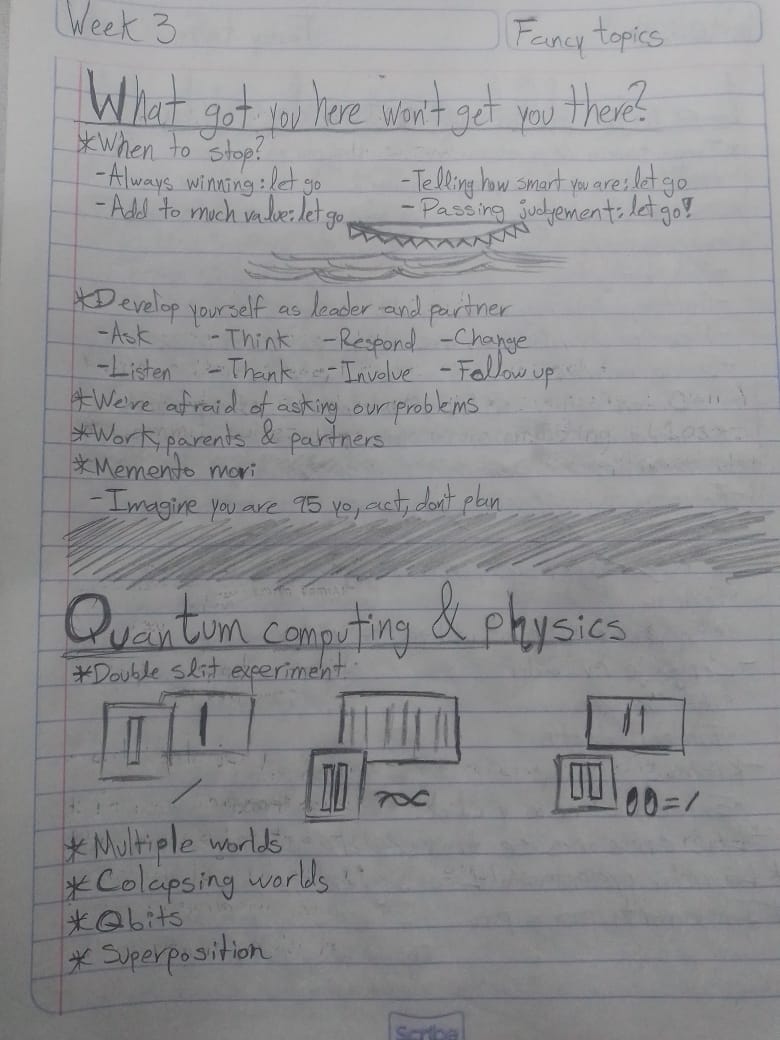 Week 3
Fancy topics
What got you here won't get you there?
*When to stop?
-Always winning: let go -Telling how smart you are: let go
-Add to much value: let go -Passing judgement: let go!
*Develop yourself as leader and partner
-Ask -Think -Respond -Change
-Listen -Thank -Involve -Follow up
*We're afraid of asking our problems
*Work, parents & partners
*Memento mori
-Imagine you are 95 yo, act, don't plan
Quantum computing & physics
*Double slit experiment
00=/
*Multiple worlds
*Colapsing worlds
*Qbits
*Superposition
Scribe